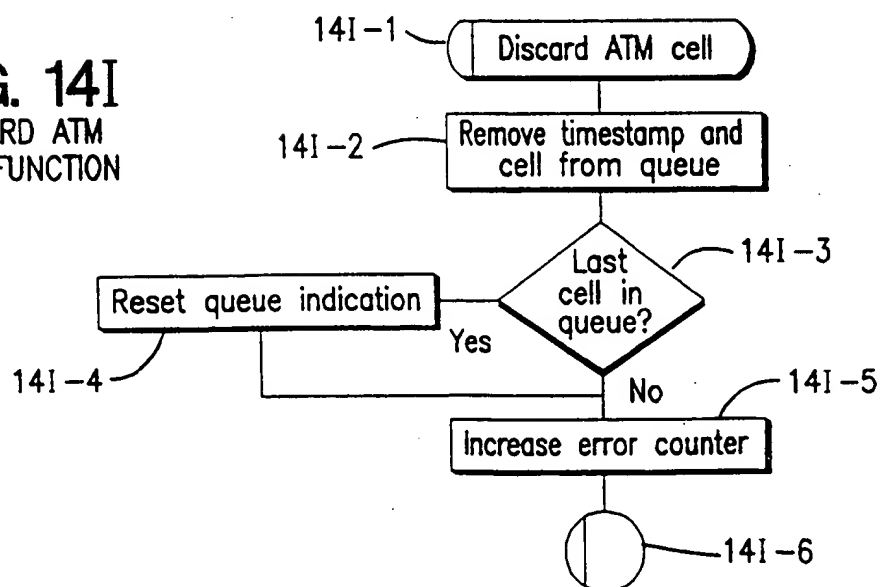 14I-1
Discard ATM cell
14I
ATM
FUNCTION
14I-2
Remove timestamp and
cell from queue
14I-3
Last
cell in
queue?
Reset queue indication
Yes
14I-4
No
14I-5
Increase error counter
14I-6